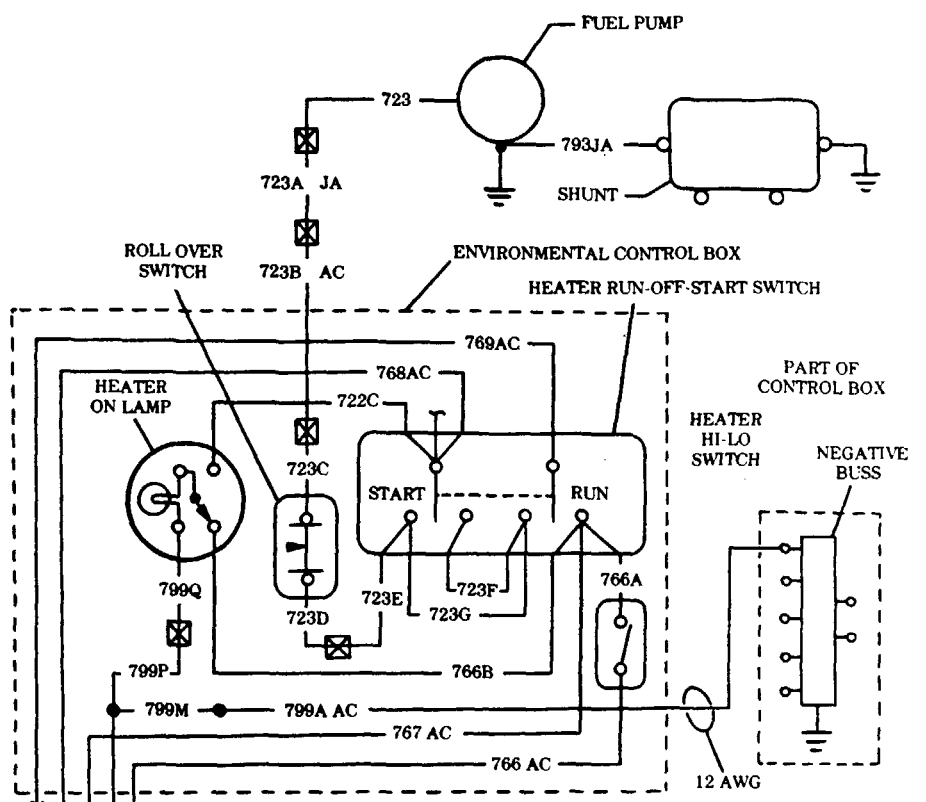 FUEL PUMP
723
793JA
723A JA
SHUNT
ROLL OVER
SWITCH
723B AC
ENVIRONMENTAL CONTROL BOX
HEATER RUN-OFF-START SWITCH
769AC
HEATER
ON LAMP
768AC
722C
PART OF
CONTROL BOX
HEATER
HI-LO
SWITCH
NEGATIVE
BUSS
723C
START
RUN
799Q
723D
723E
723F
723G
766A
799P
766B
799M
799A AC
767 AC
766 AC
12 AWG